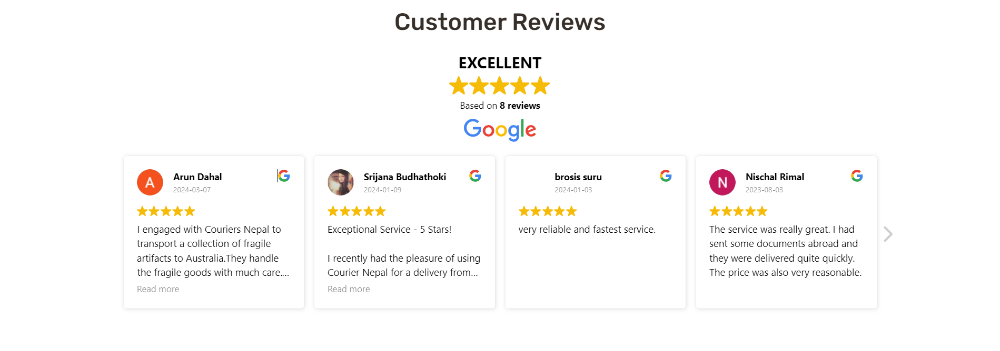 Customer Reviews
EXCELLENT
Based on 8 reviews
Google
A
Arun Dahal
2024-03-07
I engaged with Couriers Nepal to
transport a collection of fragile
artifacts to Australia.They handle
the fragile goods with much care....
Read more
Srijana Budhathoki
2024-01-09
Exceptional Service - 5 Stars!
I recently had the pleasure of using
Courier Nepal for a delivery from...
Read more
brosis suru
2024-01-03
very reliable and fastest service.
N
Nischal Rimal
2023-08-03
The service was really great. I had
sent some documents abroad and
they were delivered quite quickly.
The price was also very reasonable.